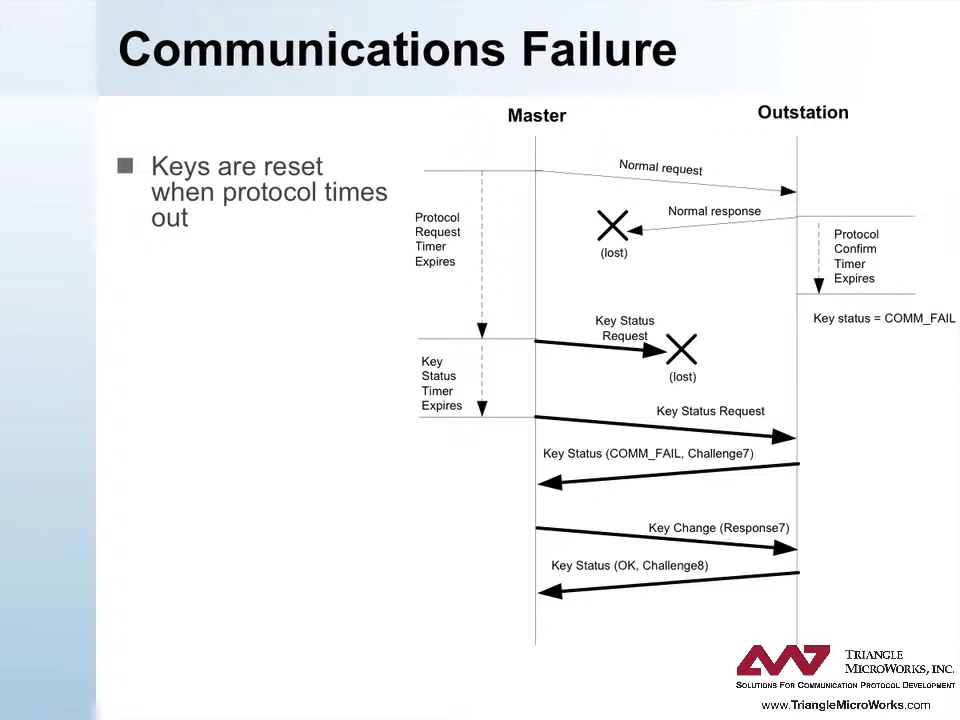 Communications Failure
Keys are reset
when protocol times
out
Master
Outstation
Normal request
Normal response
(lost)
Protocol
Request
Timer
Expires
Protocol
Confirm
Timer
Expires
Key status = COMM_FAIL
Key Status
Request
(lost)
Key
Status
Timer
Expires
Key Status Request
Key Status (COMM_FAIL, Challenge7)
Key Change (Response7)
Key Status (OK, Challenge8)
TRIANGLE
MICROWORKS, INC.
SOLUTIONS FOR COMMUNICATION PROTOCOL DEVELOPMENT
www.TriangleMicroWorks.com